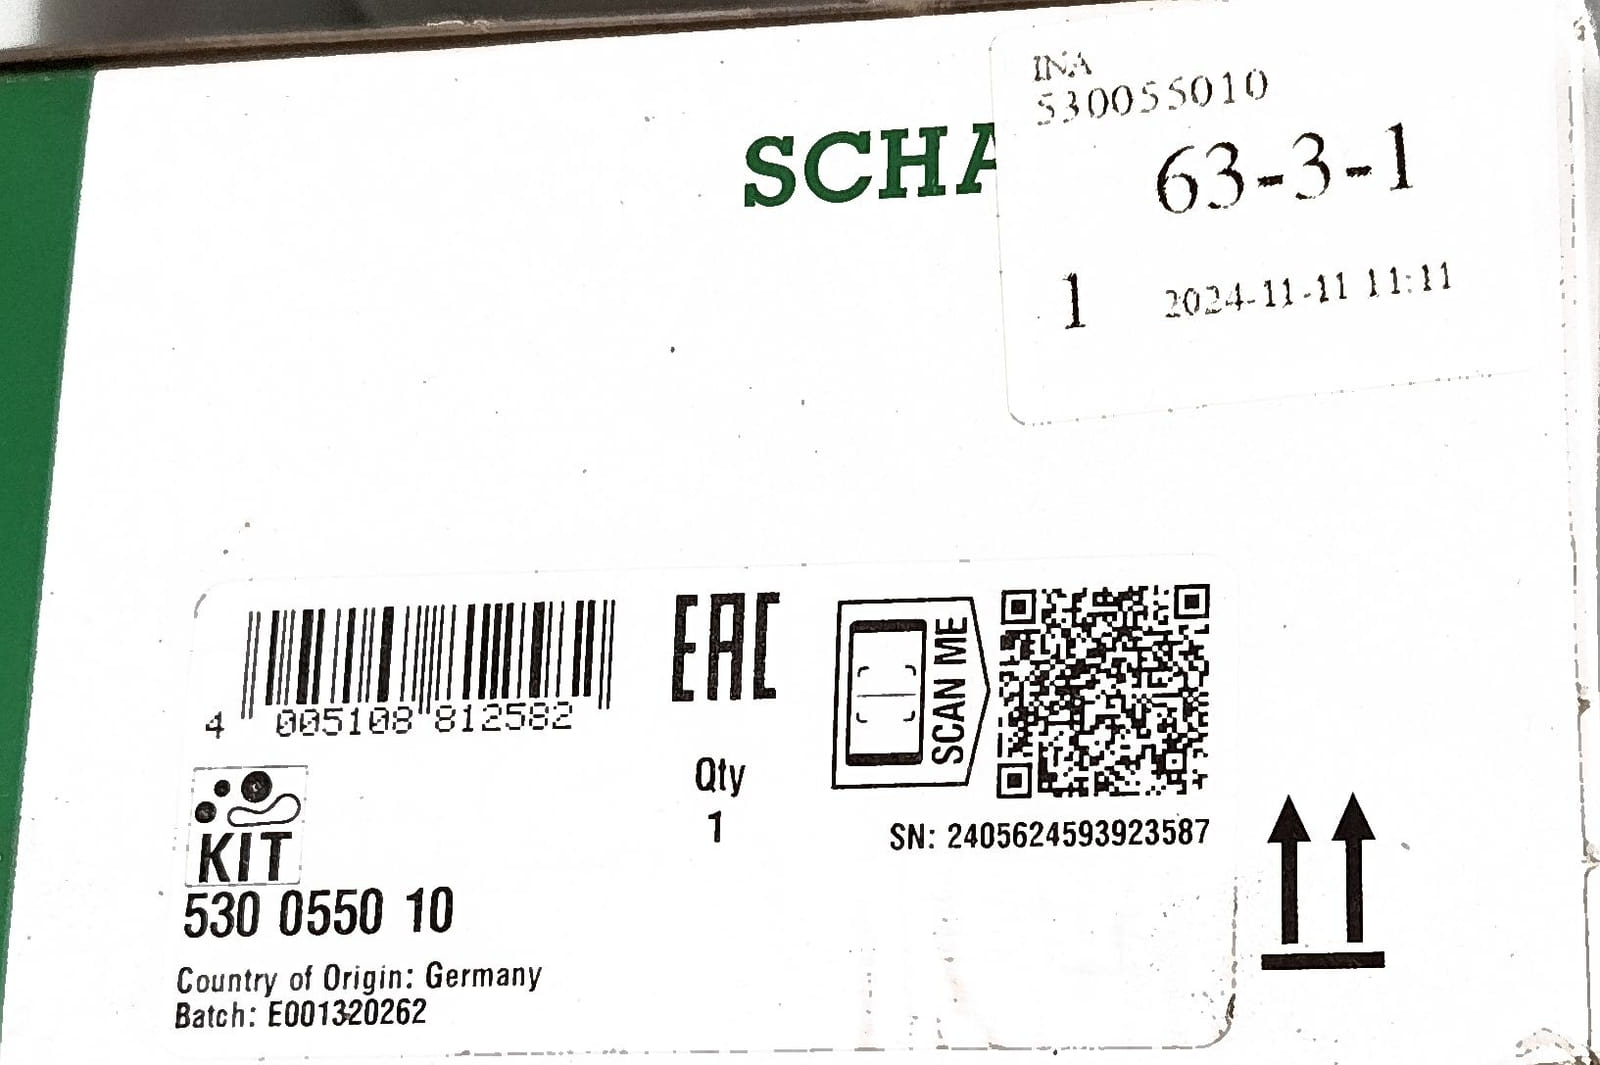 INA
530055010
SCHA
63-3-1
1 2024-11-11 11:11
4 005108 812582
EAC
SCAN ME
Qty
1
SN: 2405624593923587
KIT
530 0550 10
Country of Origin: Germany
Batch: E001320262